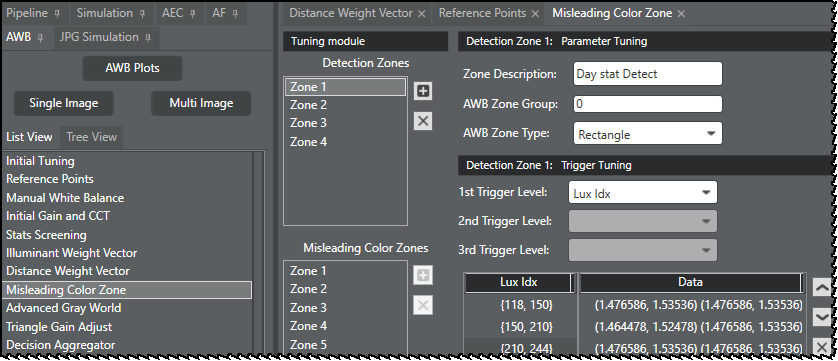 Pipeline Simulation AEC AF
AWB JPG Simulation
AWB Plots
Single Image Multi Image
List View Tree View
Initial Tuning
Reference Points
Manual White Balance
Initial Gain and CCT
Stats Screening
Illuminant Weight Vector
Distance Weight Vector
Misleading Color Zone
Advanced Gray World
Triangle Gain Adjust
Decision Aggregator
Distance Weight Vector Reference Points Misleading Color Zone
Tuning module
Detection Zones
Zone 1
Zone 2
Zone 3
Zone 4
Misleading Color Zones
Zone 1
Zone 2
Zone 3
Zone 4
Zone 5
Detection Zone 1: Parameter Tuning
Zone Description: Day stat Detect
AWB Zone Group: 0
AWB Zone Type: Rectangle
Detection Zone 1: Trigger Tuning
1st Trigger Level: Lux Idx
2nd Trigger Level:
3rd Trigger Level:
Lux Idx Data
{118, 150} (1.476586, 1.53536) (1.476586, 1.53536)
{150, 210} (1.464478, 1.52478) (1.476586, 1.53536)
{210, 244} (1.476586, 1.53536) (1.476586, 1.53536)